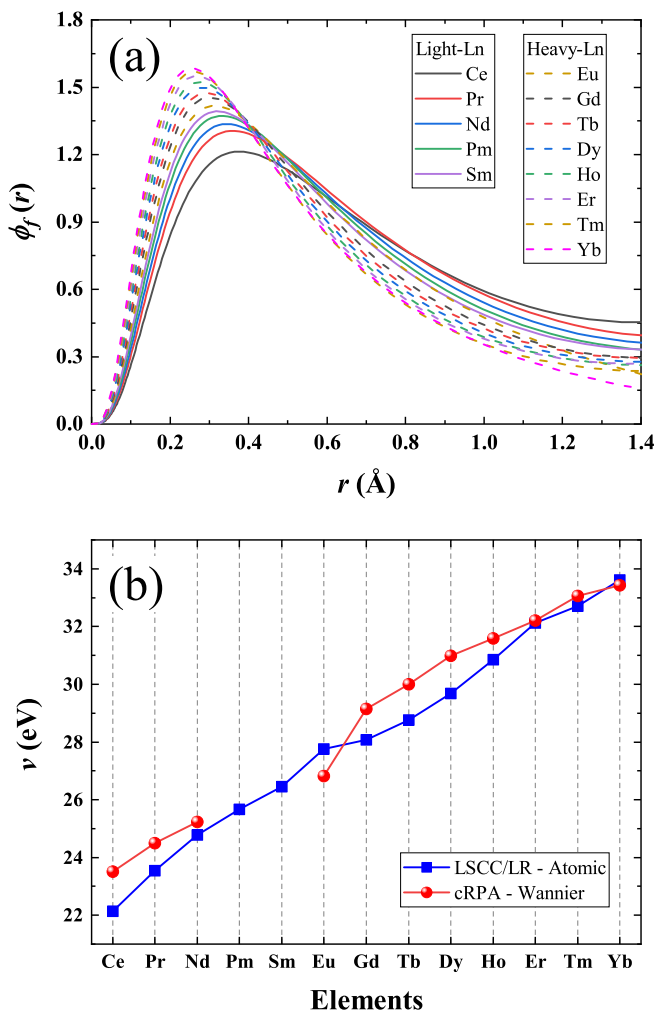 (a)
Light-Ln
Ce
Pr
Nd
Pm
Sm
Heavy-Ln
Eu
Gd
Tb
Dy
Ho
Er
Tm
Yb
1.8
1.5
1.2
0.9
0.6
0.3
0.0
ϕf (r)
0.0 0.2 0.4 0.6 0.8 1.0 1.2 1.4
r (Å)
(b)
34
32
30
28
26
24
22
v (eV)
LSCC/LR - Atomic
cRPA - Wannier
Ce Pr Nd Pm Sm Eu Gd Tb Dy Ho Er Tm Yb
Elements